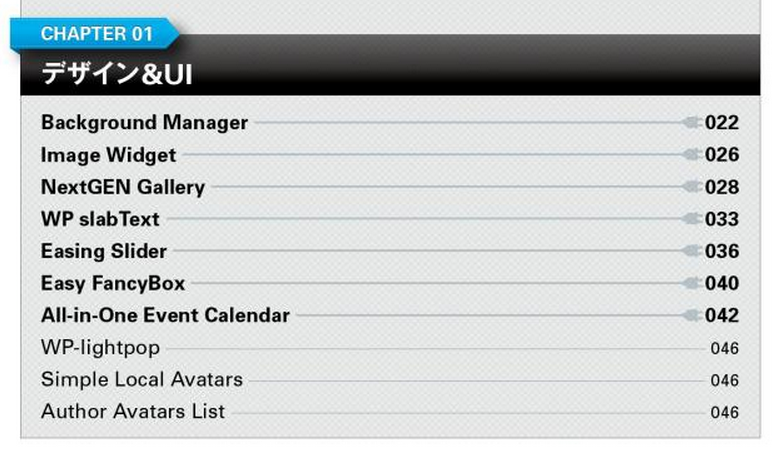 CHAPTER 01
デザイン&UI
Background Manager 022
Image Widget 026
NextGEN Gallery 028
WP slabText 033
Easing Slider 036
Easy FancyBox 040
All-in-One Event Calendar 042
WP-lightpop 046
Simple Local Avatars 046
Author Avatars List 046